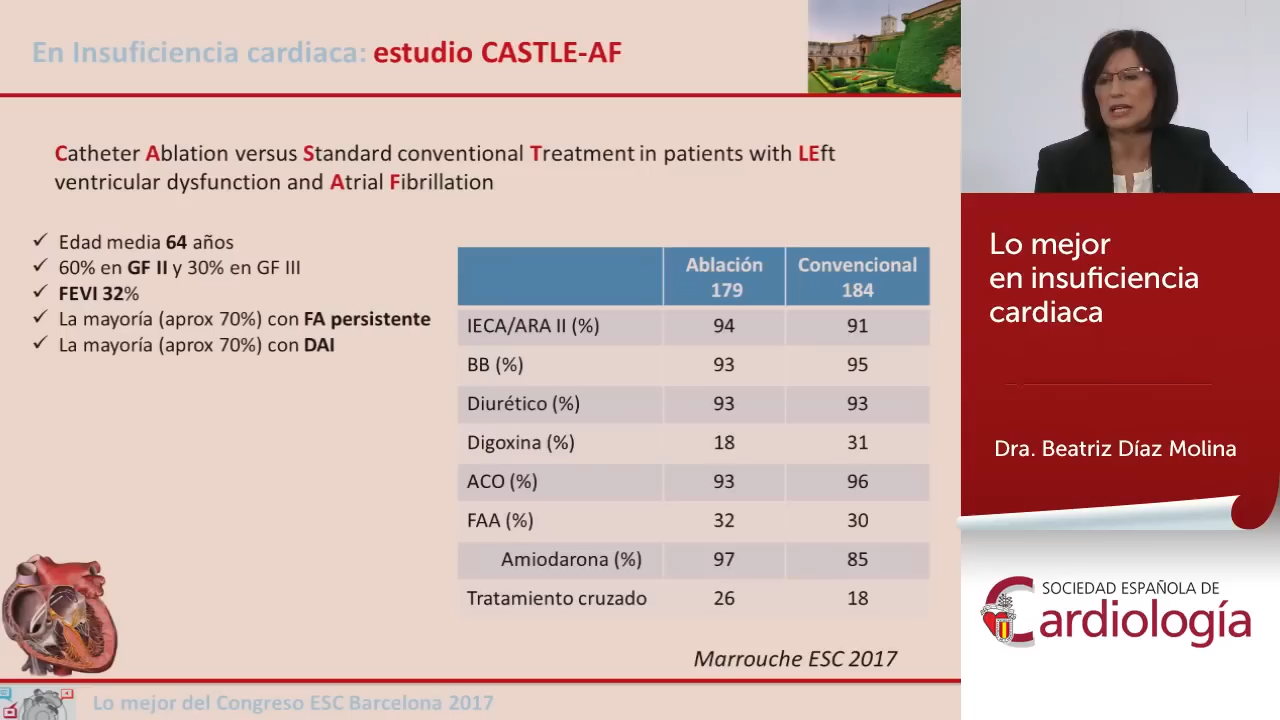 En Insuficiencia cardiaca: estudio CASTLE-AF
Catheter Ablation versus Standard conventional Treatment in patients with LEft
ventricular dysfunction and Atrial Fibrillation
✓ Edad media 64 años
✓ 60% en GF II y 30% en GF III
✓ FEVI 32%
✓ La mayoría (aprox 70%) con FA persistente
✓ La mayoría (aprox 70%) con DAI
Ablación 179 Convencional 184
IECA/ARA II (%) 94 91
BB (%) 93 95
Diurético (%) 93 93
Digoxina (%) 18 31
ACO (%) 93 96
FAA (%) 32 30
Amiodarona (%) 97 85
Tratamiento cruzado 26 18
Marrouche ESC 2017
Lo mejor del Congreso ESC Barcelona 2017
Lo mejor
en insuficiencia
cardiaca
Dra. Beatriz Díaz Molina
SOCIEDAD ESPAÑOLA DE
Cardiología